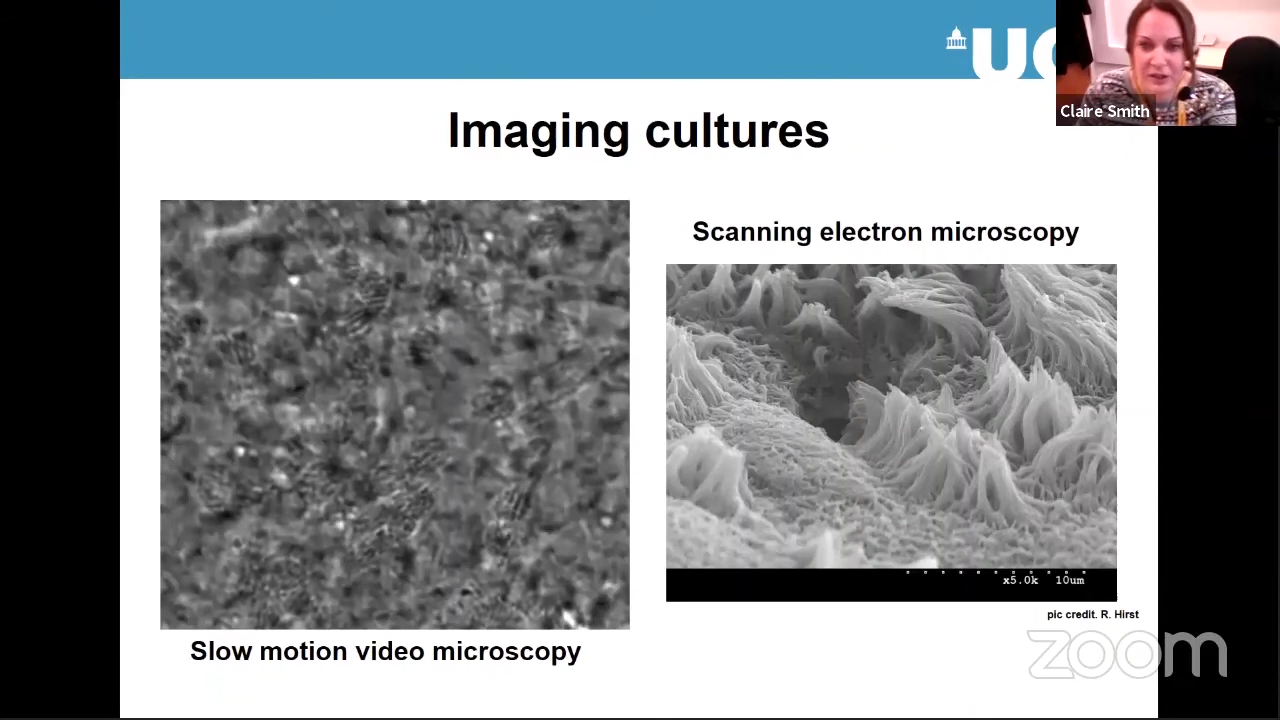 UC
Claire Smith
Imaging cultures
Scanning electron microscopy
x5.0k 10um
pic credit. R. Hirst
Slow motion video microscopy
zoom